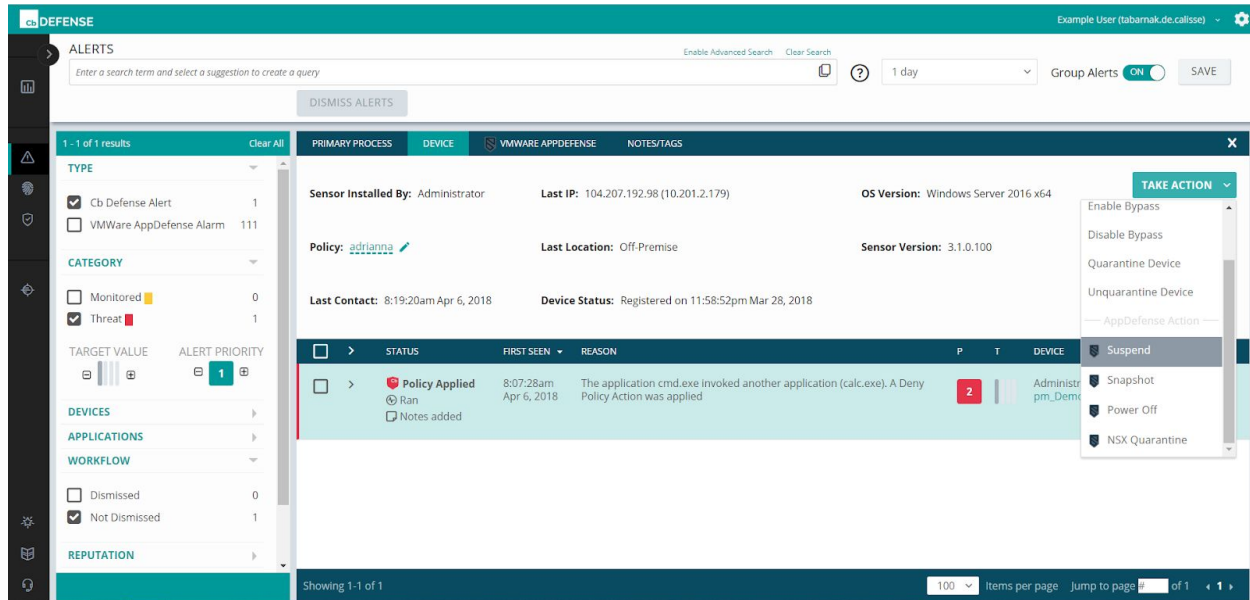 Cb DEFENSE
Example User (tabarnak.de.calisse)
ALERTS
Enable Advanced Search Clear Search
Enter a search term and select a suggestion to create a query
1 day
Group Alerts ON
SAVE
DISMISS ALERTS
1 - 1 of 1 results Clear All
TYPE
Cb Defense Alert 1
VMWare AppDefense Alarm 111
CATEGORY
Monitored 0
Threat 1
TARGET VALUE ALERT PRIORITY
1
DEVICES
APPLICATIONS
WORKFLOW
Dismissed 0
Not Dismissed 1
REPUTATION
PRIMARY PROCESS DEVICE VMWARE APPDEFENSE NOTES/TAGS X
Sensor Installed By: Administrator Last IP: 104.207.192.98 (10.201.2.179) OS Version: Windows Server 2016 x64
Policy: adrianna Last Location: Off-Premise Sensor Version: 3.1.0.100
Last Contact: 8:19:20am Apr 6, 2018 Device Status: Registered on 11:58:52pm Mar 28, 2018
TAKE ACTION
Enable Bypass
Disable Bypass
Quarantine Device
Unquarantine Device
AppDefense Action
Suspend
Snapshot
Power Off
NSX Quarantine
STATUS FIRST SEEN REASON P T DEVICE
Policy Applied 8:07:28am The application cmd.exe invoked another application (calc.exe). A Deny 2 Administr
Ran Apr 6, 2018 Policy Action was applied pm_Demo
Notes added
Showing 1-1 of 1
100 Items per page Jump to page # of 1 1